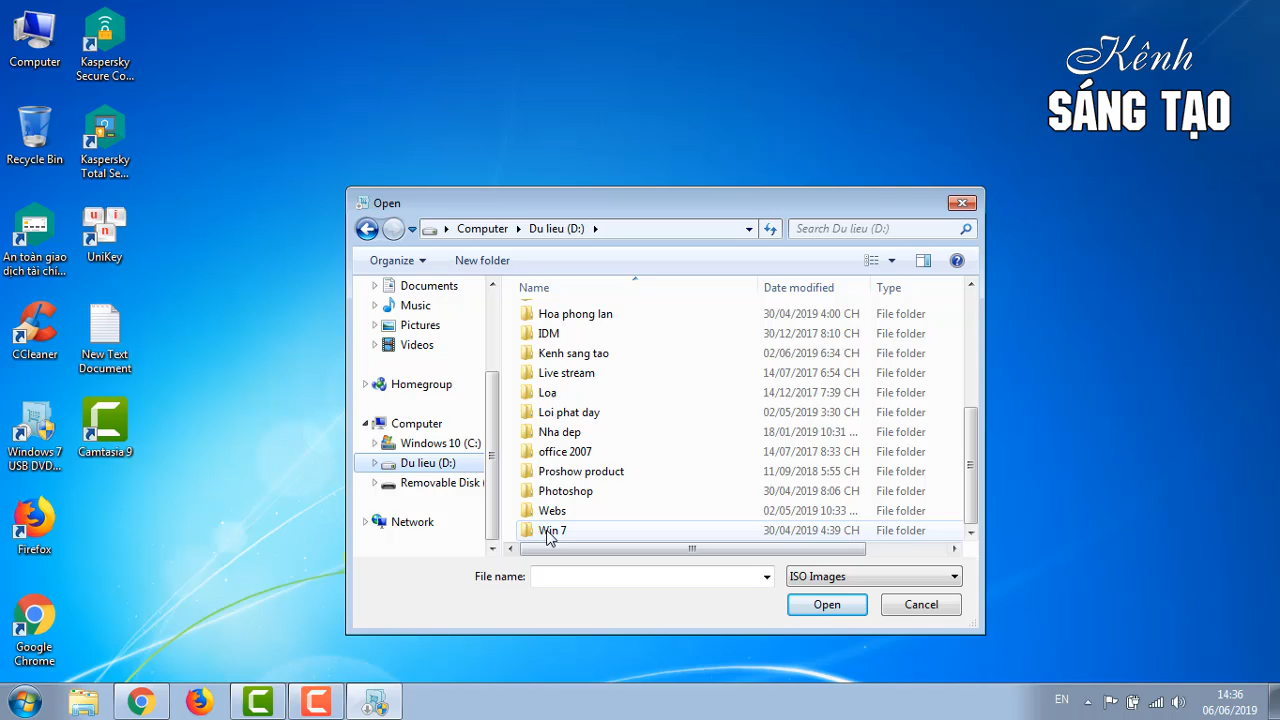 Computer
Kaspersky
Secure Co...
Kênh
SÁNG TẠO
Recycle Bin
Kaspersky
Total Se...
An toàn giao
dịch tài chí...
UniKey
CCleaner
New Text
Document
Windows 7
USB DVD...
Camtasia 9
Firefox
Google
Chrome
Open
Computer
Du lieu (D:)
Search Du lieu (D:)
Organize
New folder
Documents
Music
Pictures
Videos
Homegroup
Computer
Windows 10 (C:)
Du lieu (D:)
Removable Disk (
Network
Name Date modified Type
Hoa phong lan 30/04/2019 4:00 CH File folder
IDM 30/12/2017 8:10 CH File folder
Kenh sang tao 02/06/2019 6:34 CH File folder
Live stream 14/07/2017 6:54 CH File folder
Loa 14/12/2017 7:39 CH File folder
Loi phat day 02/05/2019 3:30 CH File folder
Nha dep 18/01/2019 10:31 ... File folder
office 2007 14/07/2017 8:33 CH File folder
Proshow product 11/09/2018 5:55 CH File folder
Photoshop 30/04/2019 8:06 CH File folder
Webs 02/05/2019 10:33 ... File folder
Win 7 30/04/2019 4:39 CH File folder
File name:
ISO Images
Open
Cancel
EN
14:36
06/06/2019